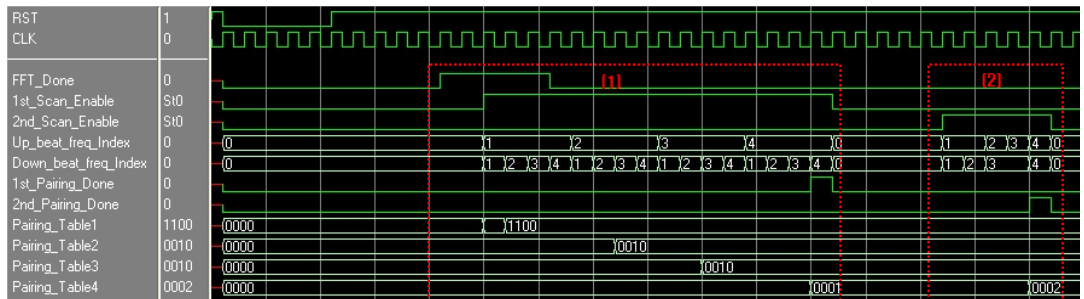 RST 1
CLK 0
FFT_Done 0 (1) (2)
1st_Scan_Enable St0
2nd_Scan_Enable St0
Up_beat_freq_Index 0 0 1 2 3 4 0 1 2 3 4 0
Down_beat_freq_Index 0 0 1 2 3 4 1 2 3 4 1 2 3 4 1 2 3 4 0 1 2 3 4 0
1st_Pairing_Done 0
2nd_Pairing_Done 0
Pairing_Table1 1100 0000 1100
Pairing_Table2 0010 0000 0010
Pairing_Table3 0010 0000 0010
Pairing_Table4 0002 0000 0001 0002